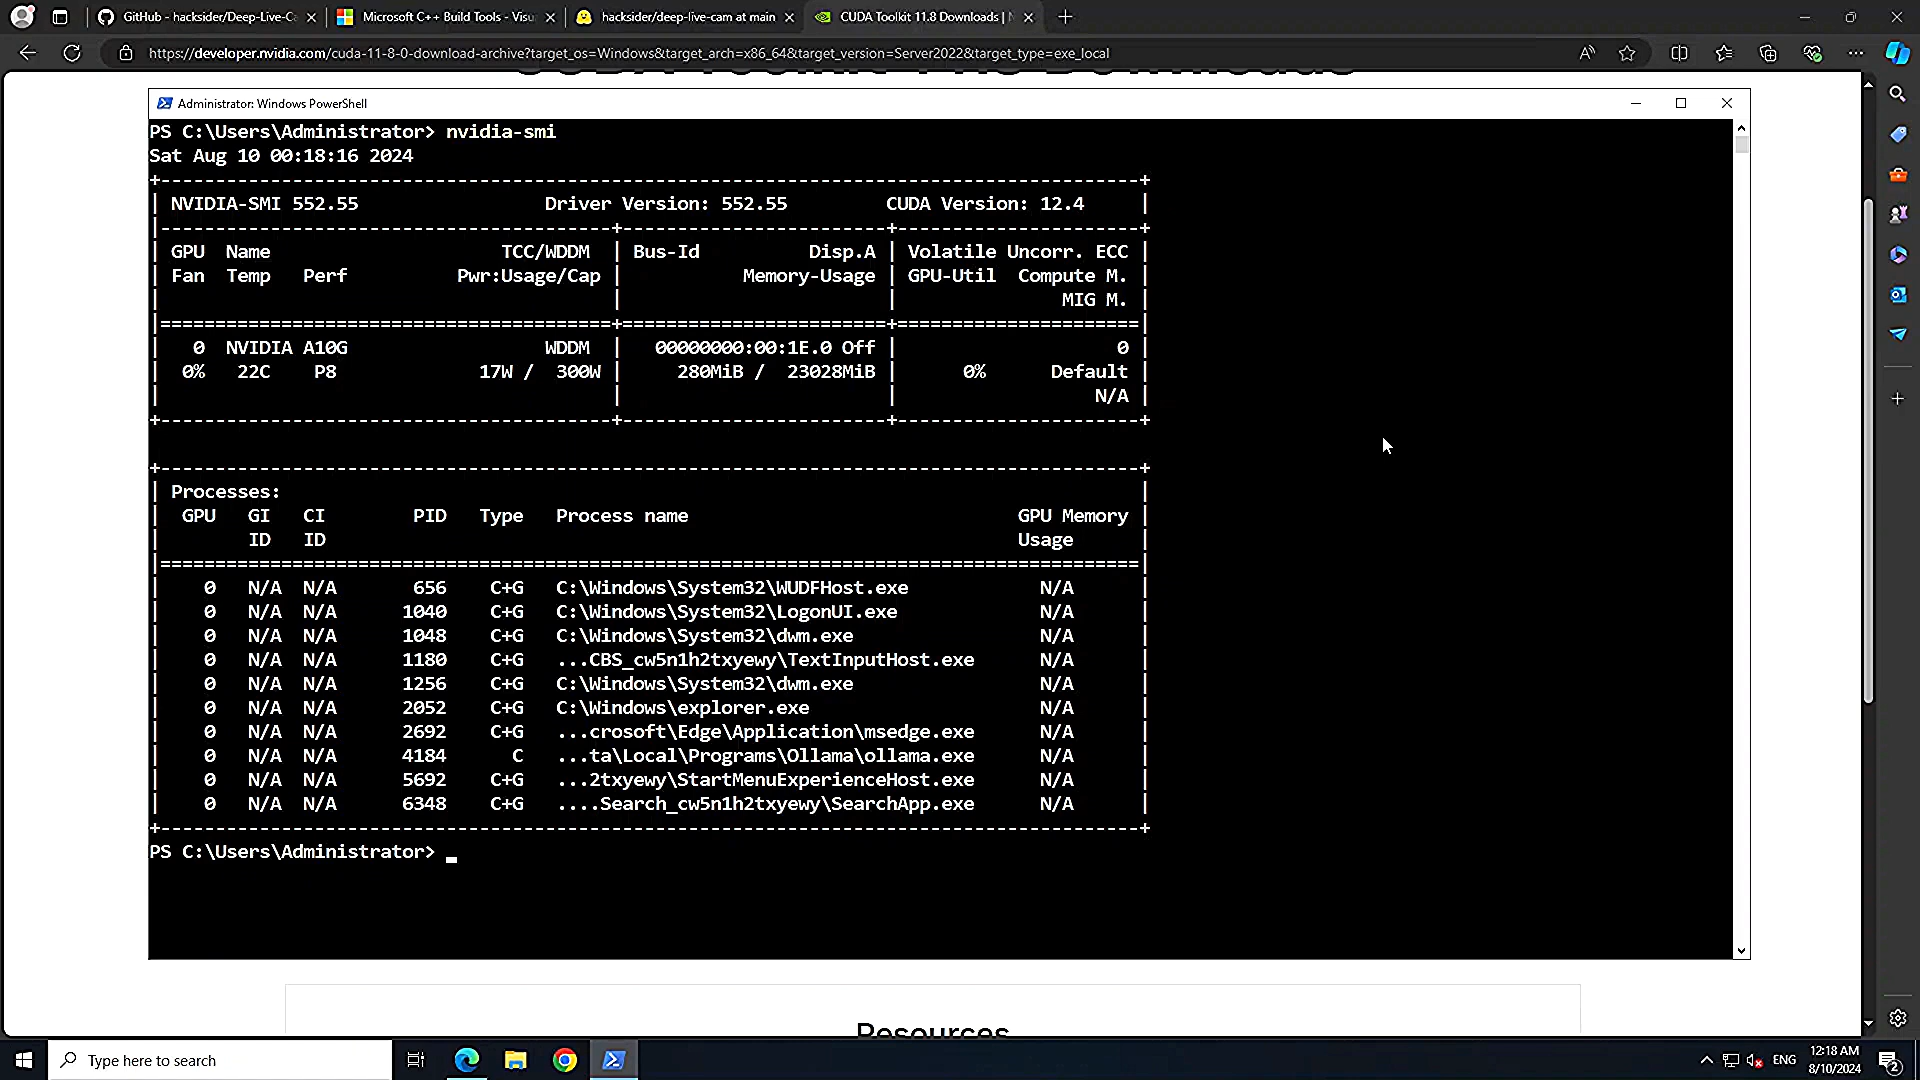 GitHub - hacksider/Deep-Live-Ca
Microsoft C++ Build Tools - Visu
hacksider/deep-live-cam at main
CUDA Toolkit 11.8 Downloads | N
https://developer.nvidia.com/cuda-11-8-0-download-archive?target_os=Windows&target_arch=x86_64&target_version=Server2022&target_type=exe_local
Administrator: Windows PowerShell
PS C:\Users\Administrator> nvidia-smi
Sat Aug 10 00:18:16 2024
NVIDIA-SMI 552.55 Driver Version: 552.55 CUDA Version: 12.4
GPU Name TCC/WDDM | Bus-Id Disp.A | Volatile Uncorr. ECC
Fan Temp Perf Pwr:Usage/Cap | Memory-Usage | GPU-Util Compute M.
MIG M.
0 NVIDIA A10G WDDM | 00000000:00:1E.0 Off | 0
0% 22C P8 17W / 300W | 280MiB / 23028MiB | 0% Default
N/A
Processes:
GPU GI CI PID Type Process name GPU Memory
ID ID Usage
0 N/A N/A 656 C+G C:\Windows\System32\WUDFHost.exe N/A
0 N/A N/A 1040 C+G C:\Windows\System32\LogonUI.exe N/A
0 N/A N/A 1048 C+G C:\Windows\System32\dwm.exe N/A
0 N/A N/A 1180 C+G ...CBS_cw5n1h2txyewy\TextInputHost.exe N/A
0 N/A N/A 1256 C+G C:\Windows\System32\dwm.exe N/A
0 N/A N/A 2052 C+G C:\Windows\explorer.exe N/A
0 N/A N/A 2692 C+G ...crosoft\Edge\Application\msedge.exe N/A
0 N/A N/A 4184 C ...ta\Local\Programs\Ollama\ollama.exe N/A
0 N/A N/A 5692 C+G ...2txyewy\StartMenuExperienceHost.exe N/A
0 N/A N/A 6348 C+G ....Search_cw5n1h2txyewy\SearchApp.exe N/A
PS C:\Users\Administrator>
Resources
Type here to search
ENG
12:18 AM
8/10/2024
2